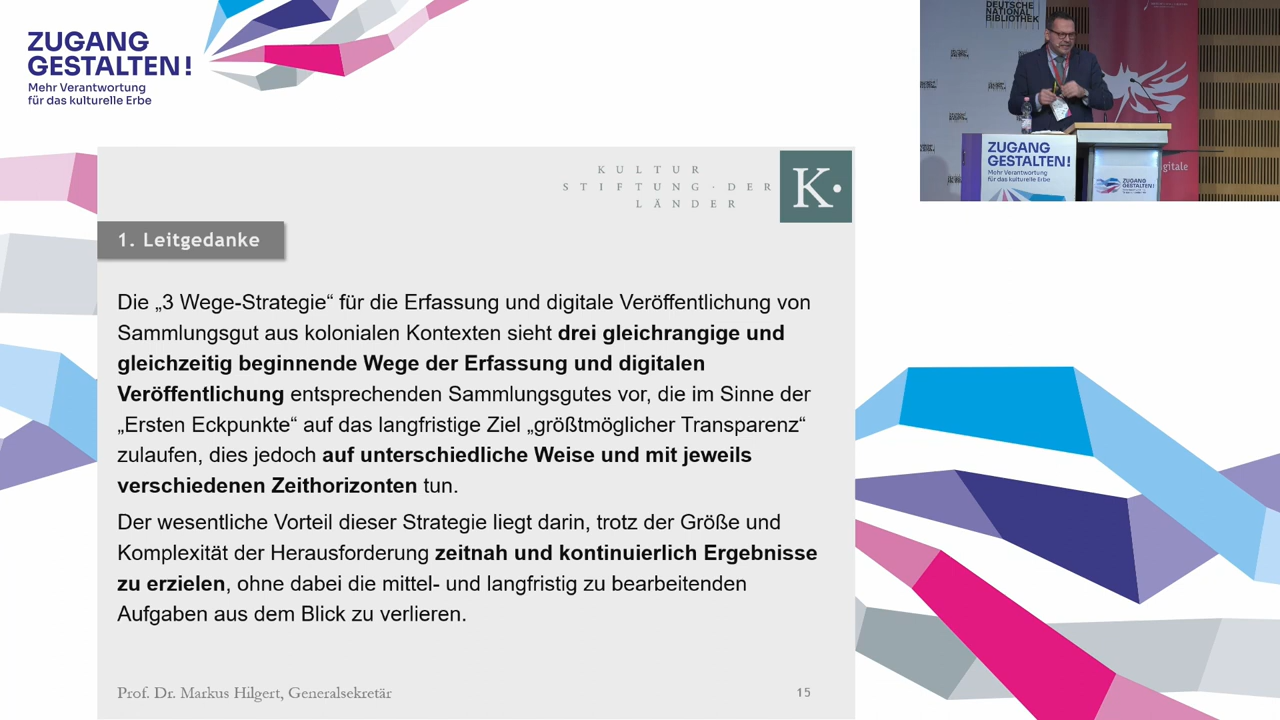 ZUGANG
GESTALTEN!
Mehr Verantwortung
für das kulturelle Erbe
DEUTSCHE
NATIONAL
BIBLIOTHEK
ZUGANG
GESTALTEN!
Mehr Verantwortung
für das kulturelle Erbe
ZUGANG
GESTALTEN!
gitale
KULTUR
STIFTUNG · DER
LÄNDER
K·
1. Leitgedanke
Die „3 Wege-Strategie“ für die Erfassung und digitale Veröffentlichung von
Sammlungsgut aus kolonialen Kontexten sieht drei gleichrangige und
gleichzeitig beginnende Wege der Erfassung und digitalen
Veröffentlichung entsprechenden Sammlungsgutes vor, die im Sinne der
„Ersten Eckpunkte“ auf das langfristige Ziel „größtmöglicher Transparenz“
zulaufen, dies jedoch auf unterschiedliche Weise und mit jeweils
verschiedenen Zeithorizonten tun.
Der wesentliche Vorteil dieser Strategie liegt darin, trotz der Größe und
Komplexität der Herausforderung zeitnah und kontinuierlich Ergebnisse
zu erzielen, ohne dabei die mittel- und langfristig zu bearbeitenden
Aufgaben aus dem Blick zu verlieren.
Prof. Dr. Markus Hilgert, Generalsekretär
15